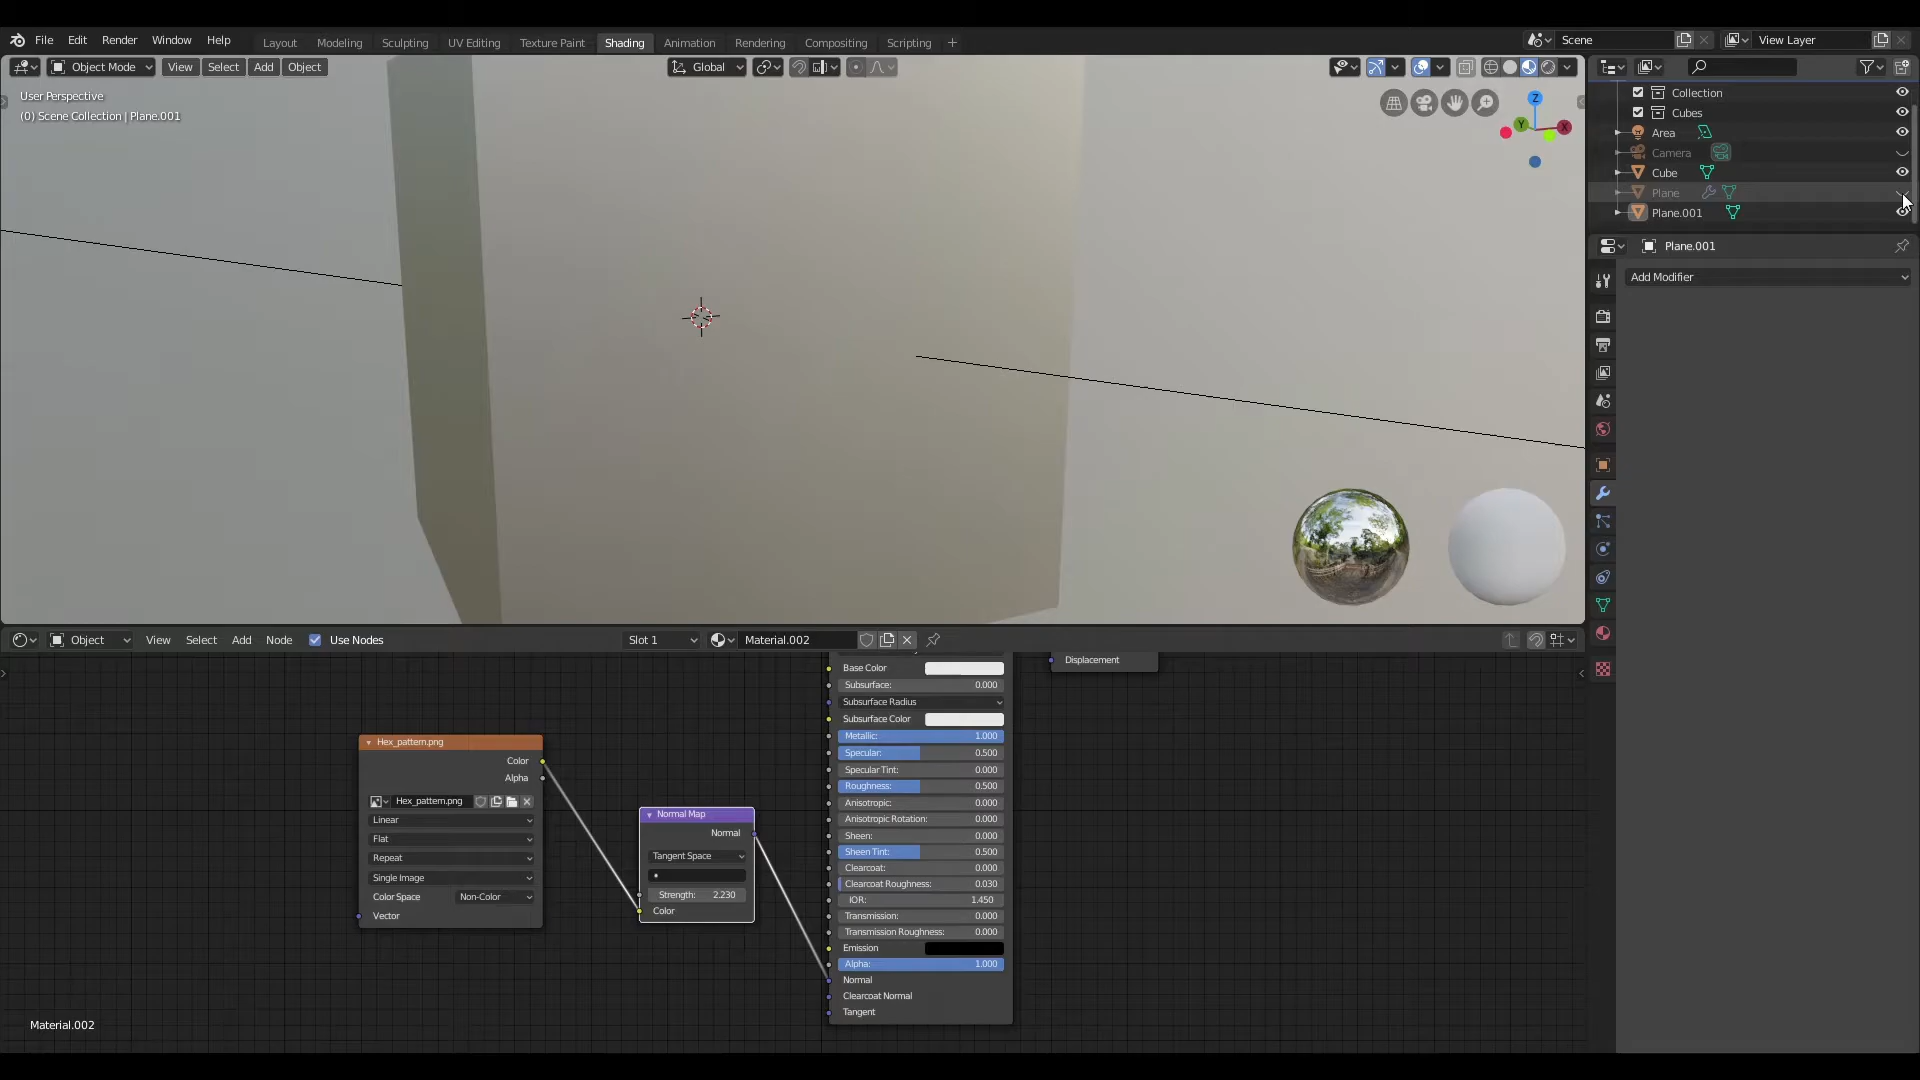 File Edit Render Window Help
Layout Modeling Sculpting UV Editing Texture Paint Shading Animation Rendering Compositing Scripting +
Scene
View Layer
Object Mode View Select Add Object
Global
User Perspective
(0) Scene Collection | Plane.001
Z
Y
X
Collection
Cubes
Area
Camera
Cube
Plane
Plane.001
Plane.001
Add Modifier
Object View Select Add Node Use Nodes
Slot 1
Material.002
Hex_pattern.png
Color
Alpha
Hex_pattern.png
Linear
Flat
Repeat
Single Image
Color Space Non-Color
Vector
Normal Map
Normal
Tangent Space
Strength: 2.230
Color
Base Color
Subsurface: 0.000
Subsurface Radius
Subsurface Color
Metallic: 1.000
Specular: 0.500
Specular Tint: 0.000
Roughness: 0.500
Anisotropic: 0.000
Anisotropic Rotation: 0.000
Sheen: 0.000
Sheen Tint: 0.500
Clearcoat: 0.000
Clearcoat Roughness: 0.030
IOR: 1.450
Transmission: 0.000
Transmission Roughness: 0.000
Emission
Alpha: 1.000
Normal
Clearcoat Normal
Tangent
Displacement
Material.002